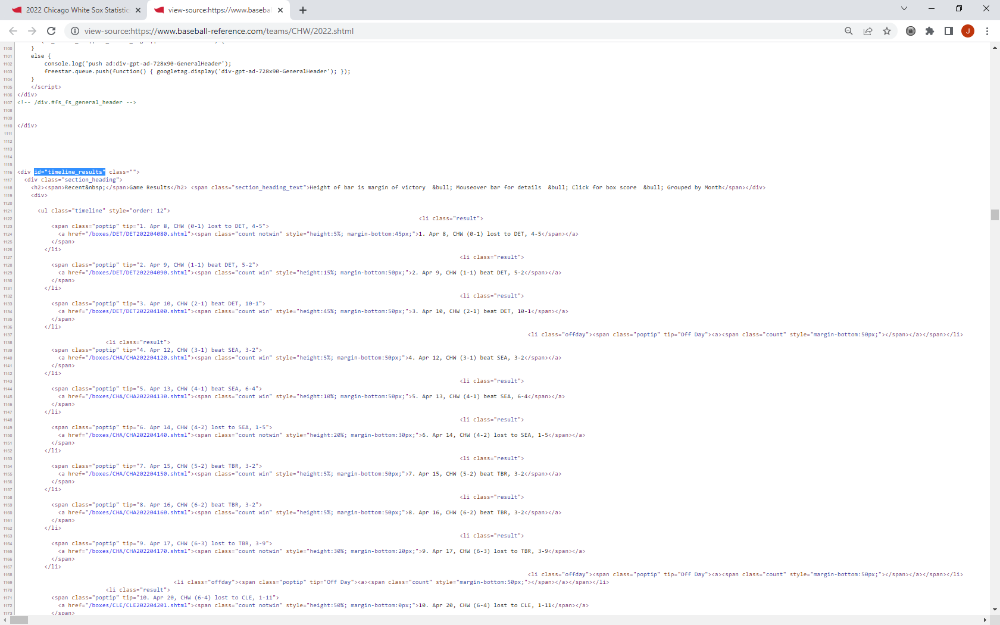 2022 Chicago White Sox Statistics
view-source:https://www.baseba
view-source:https://www.baseball-reference.com/teams/CHW/2022.shtml
J
1100 }
1101 else {
1102 console.log('push ad:div-gpt-ad-728x90-GeneralHeader');
1103 freestar.queue.push(function() { googletag.display('div-gpt-ad-728x90-GeneralHeader'); });
1104 }
1105 </script>
1106 </div>
1107 <!-- /div.#fs_fs_general_header -->
1108
1109
1110 </div>
1111
1112
1113
1114
1115
1116 <div id="timeline_results" class="">
1117 <div class="section_heading">
1118 <h2><span>Recent&nbsp;</span>Game Results</h2> <span class="section_heading_text">Height of bar is margin of victory &bull; Mouseover bar for details &bull; Click for box score &bull; Grouped by Month</span></div>
1119 <div>
1120
1121 <ul class="timeline" style="order: 12">
1122 <li class="result">
1123 <span class="poptip" tip="1. Apr 8, CHW (0-1) lost to DET, 4-5">
1124 <a href="/boxes/DET/DET202204080.shtml"><span class="count notwin" style="height:5%; margin-bottom:45px;">1. Apr 8, CHW (0-1) lost to DET, 4-5</span></a>
1125 </span>
1126 </li>
1127 <li class="result">
1128 <span class="poptip" tip="2. Apr 9, CHW (1-1) beat DET, 5-2">
1129 <a href="/boxes/DET/DET202204090.shtml"><span class="count win" style="height:15%; margin-bottom:50px;">2. Apr 9, CHW (1-1) beat DET, 5-2</span></a>
1130 </span>
1131 </li>
1132 <li class="result">
1133 <span class="poptip" tip="3. Apr 10, CHW (2-1) beat DET, 10-1">
1134 <a href="/boxes/DET/DET202204100.shtml"><span class="count win" style="height:45%; margin-bottom:50px;">3. Apr 10, CHW (2-1) beat DET, 10-1</span></a>
1135 </span>
1136 </li>
1137 <li class="offday"><span class="poptip" tip="Off Day"><a><span class="count" style="margin-bottom:50px;"></span></a></span></li>
1138 <li class="result">
1139 <span class="poptip" tip="4. Apr 12, CHW (3-1) beat SEA, 3-2">
1140 <a href="/boxes/CHA/CHA202204120.shtml"><span class="count win" style="height:5%; margin-bottom:50px;">4. Apr 12, CHW (3-1) beat SEA, 3-2</span></a>
1141 </span>
1142 </li>
1143 <li class="result">
1144 <span class="poptip" tip="5. Apr 13, CHW (4-1) beat SEA, 6-4">
1145 <a href="/boxes/CHA/CHA202204130.shtml"><span class="count win" style="height:10%; margin-bottom:50px;">5. Apr 13, CHW (4-1) beat SEA, 6-4</span></a>
1146 </span>
1147 </li>
1148 <li class="result">
1149 <span class="poptip" tip="6. Apr 14, CHW (4-2) lost to SEA, 1-5">
1150 <a href="/boxes/CHA/CHA202204140.shtml"><span class="count notwin" style="height:20%; margin-bottom:30px;">6. Apr 14, CHW (4-2) lost to SEA, 1-5</span></a>
1151 </span>
1152 </li>
1153 <li class="result">
1154 <span class="poptip" tip="7. Apr 15, CHW (5-2) beat TBR, 3-2">
1155 <a href="/boxes/CHA/CHA202204150.shtml"><span class="count win" style="height:5%; margin-bottom:50px;">7. Apr 15, CHW (5-2) beat TBR, 3-2</span></a>
1156 </span>
1157 </li>
1158 <li class="result">
1159 <span class="poptip" tip="8. Apr 16, CHW (6-2) beat TBR, 3-2">
1160 <a href="/boxes/CHA/CHA202204160.shtml"><span class="count win" style="height:5%; margin-bottom:50px;">8. Apr 16, CHW (6-2) beat TBR, 3-2</span></a>
1161 </span>
1162 </li>
1163 <li class="result">
1164 <span class="poptip" tip="9. Apr 17, CHW (6-3) lost to TBR, 3-9">
1165 <a href="/boxes/CHA/CHA202204170.shtml"><span class="count notwin" style="height:30%; margin-bottom:20px;">9. Apr 17, CHW (6-3) lost to TBR, 3-9</span></a>
1166 </span>
1167 </li>
1168 <li class="offday"><span class="poptip" tip="Off Day"><a><span class="count" style="margin-bottom:50px;"></span></a></span></li>
1169 <li class="offday"><span class="poptip" tip="Off Day"><a><span class="count" style="margin-bottom:50px;"></span></a></span></li>
1170 <li class="result">
1171 <span class="poptip" tip="10. Apr 20, CHW (6-4) lost to CLE, 1-11">
1172 <a href="/boxes/CLE/CLE202204201.shtml"><span class="count notwin" style="height:50%; margin-bottom:0px;">10. Apr 20, CHW (6-4) lost to CLE, 1-11</span></a>
1173 </span>